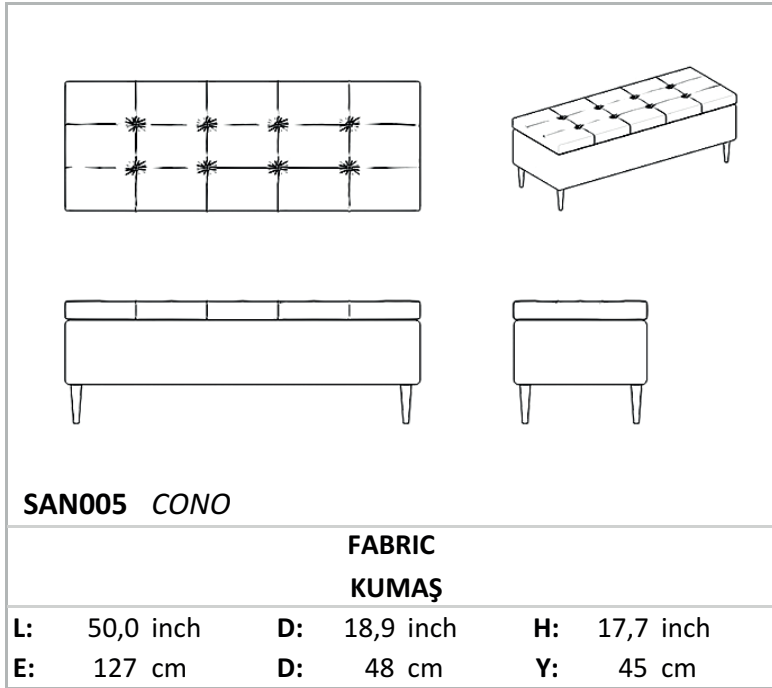 SAN005 CONO
FABRIC
KUMAŞ
L: 50,0 inch D: 18,9 inch H: 17,7 inch
E: 127 cm D: 48 cm Y: 45 cm